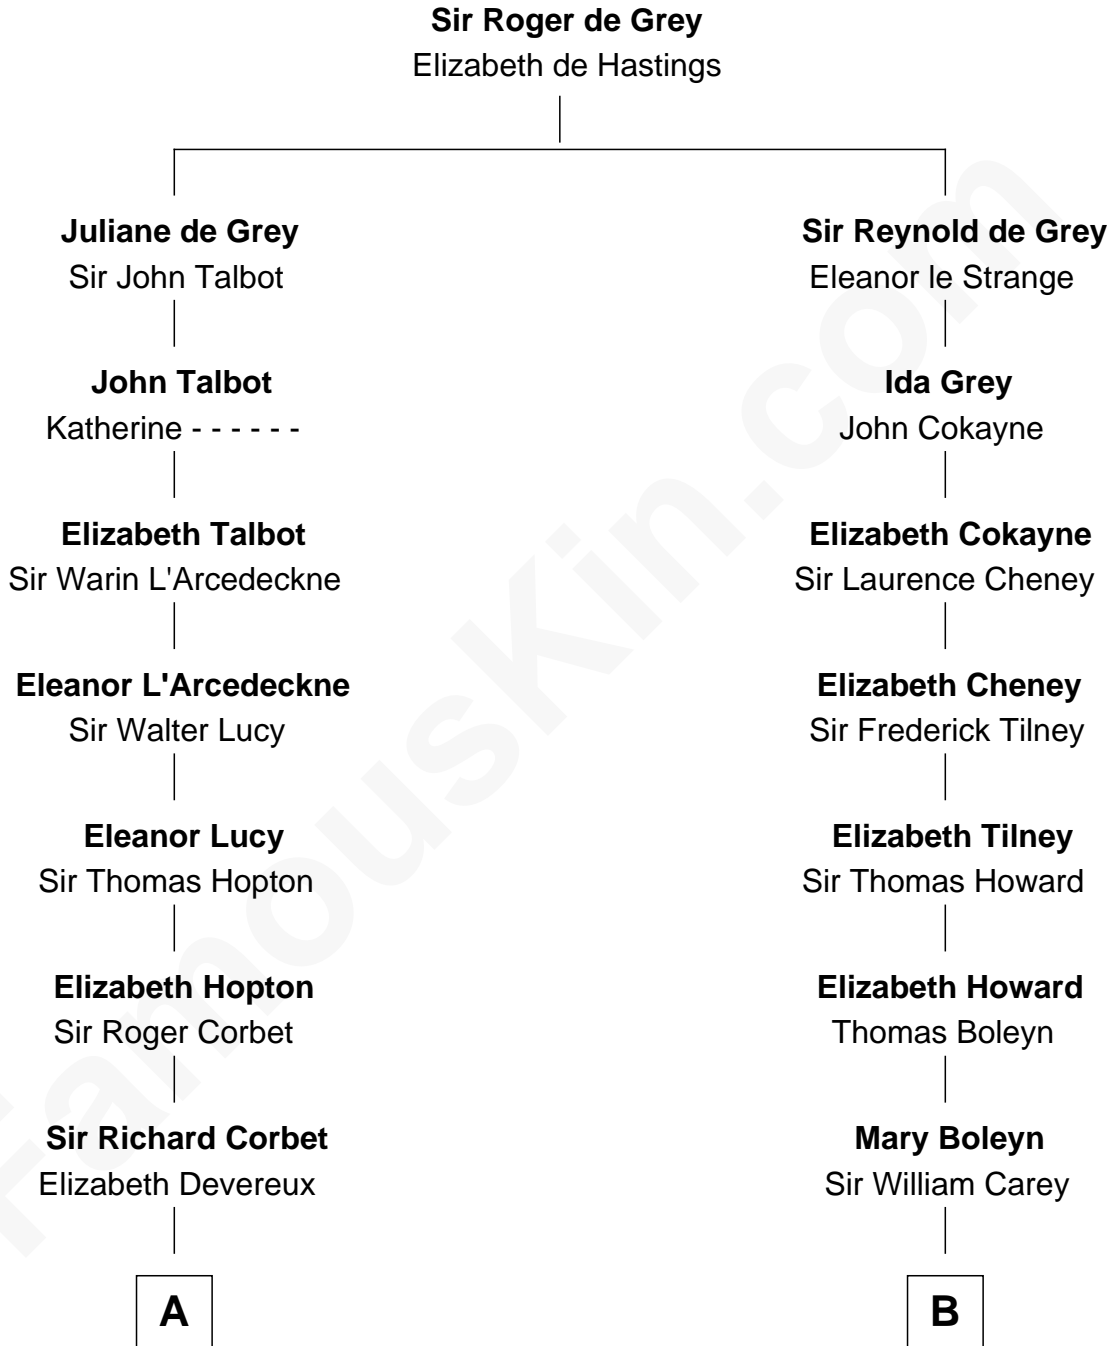 Sir Roger de Grey
Elizabeth de Hastings
Juliane de Grey
Sir John Talbot
John Talbot
Katherine - - - - - -
Elizabeth Talbot
Sir Warin L'Arcedeckne
Eleanor L'Arcedeckne
Sir Walter Lucy
Eleanor Lucy
Sir Thomas Hopton
Elizabeth Hopton
Sir Roger Corbet
Sir Richard Corbet
Elizabeth Devereux
A
Sir Reynold de Grey
Eleanor le Strange
Ida Grey
John Cokayne
Elizabeth Cokayne
Sir Laurence Cheney
Elizabeth Cheney
Sir Frederick Tilney
Elizabeth Tilney
Sir Thomas Howard
Elizabeth Howard
Thomas Boleyn
Mary Boleyn
Sir William Carey
B
FamousKin.com